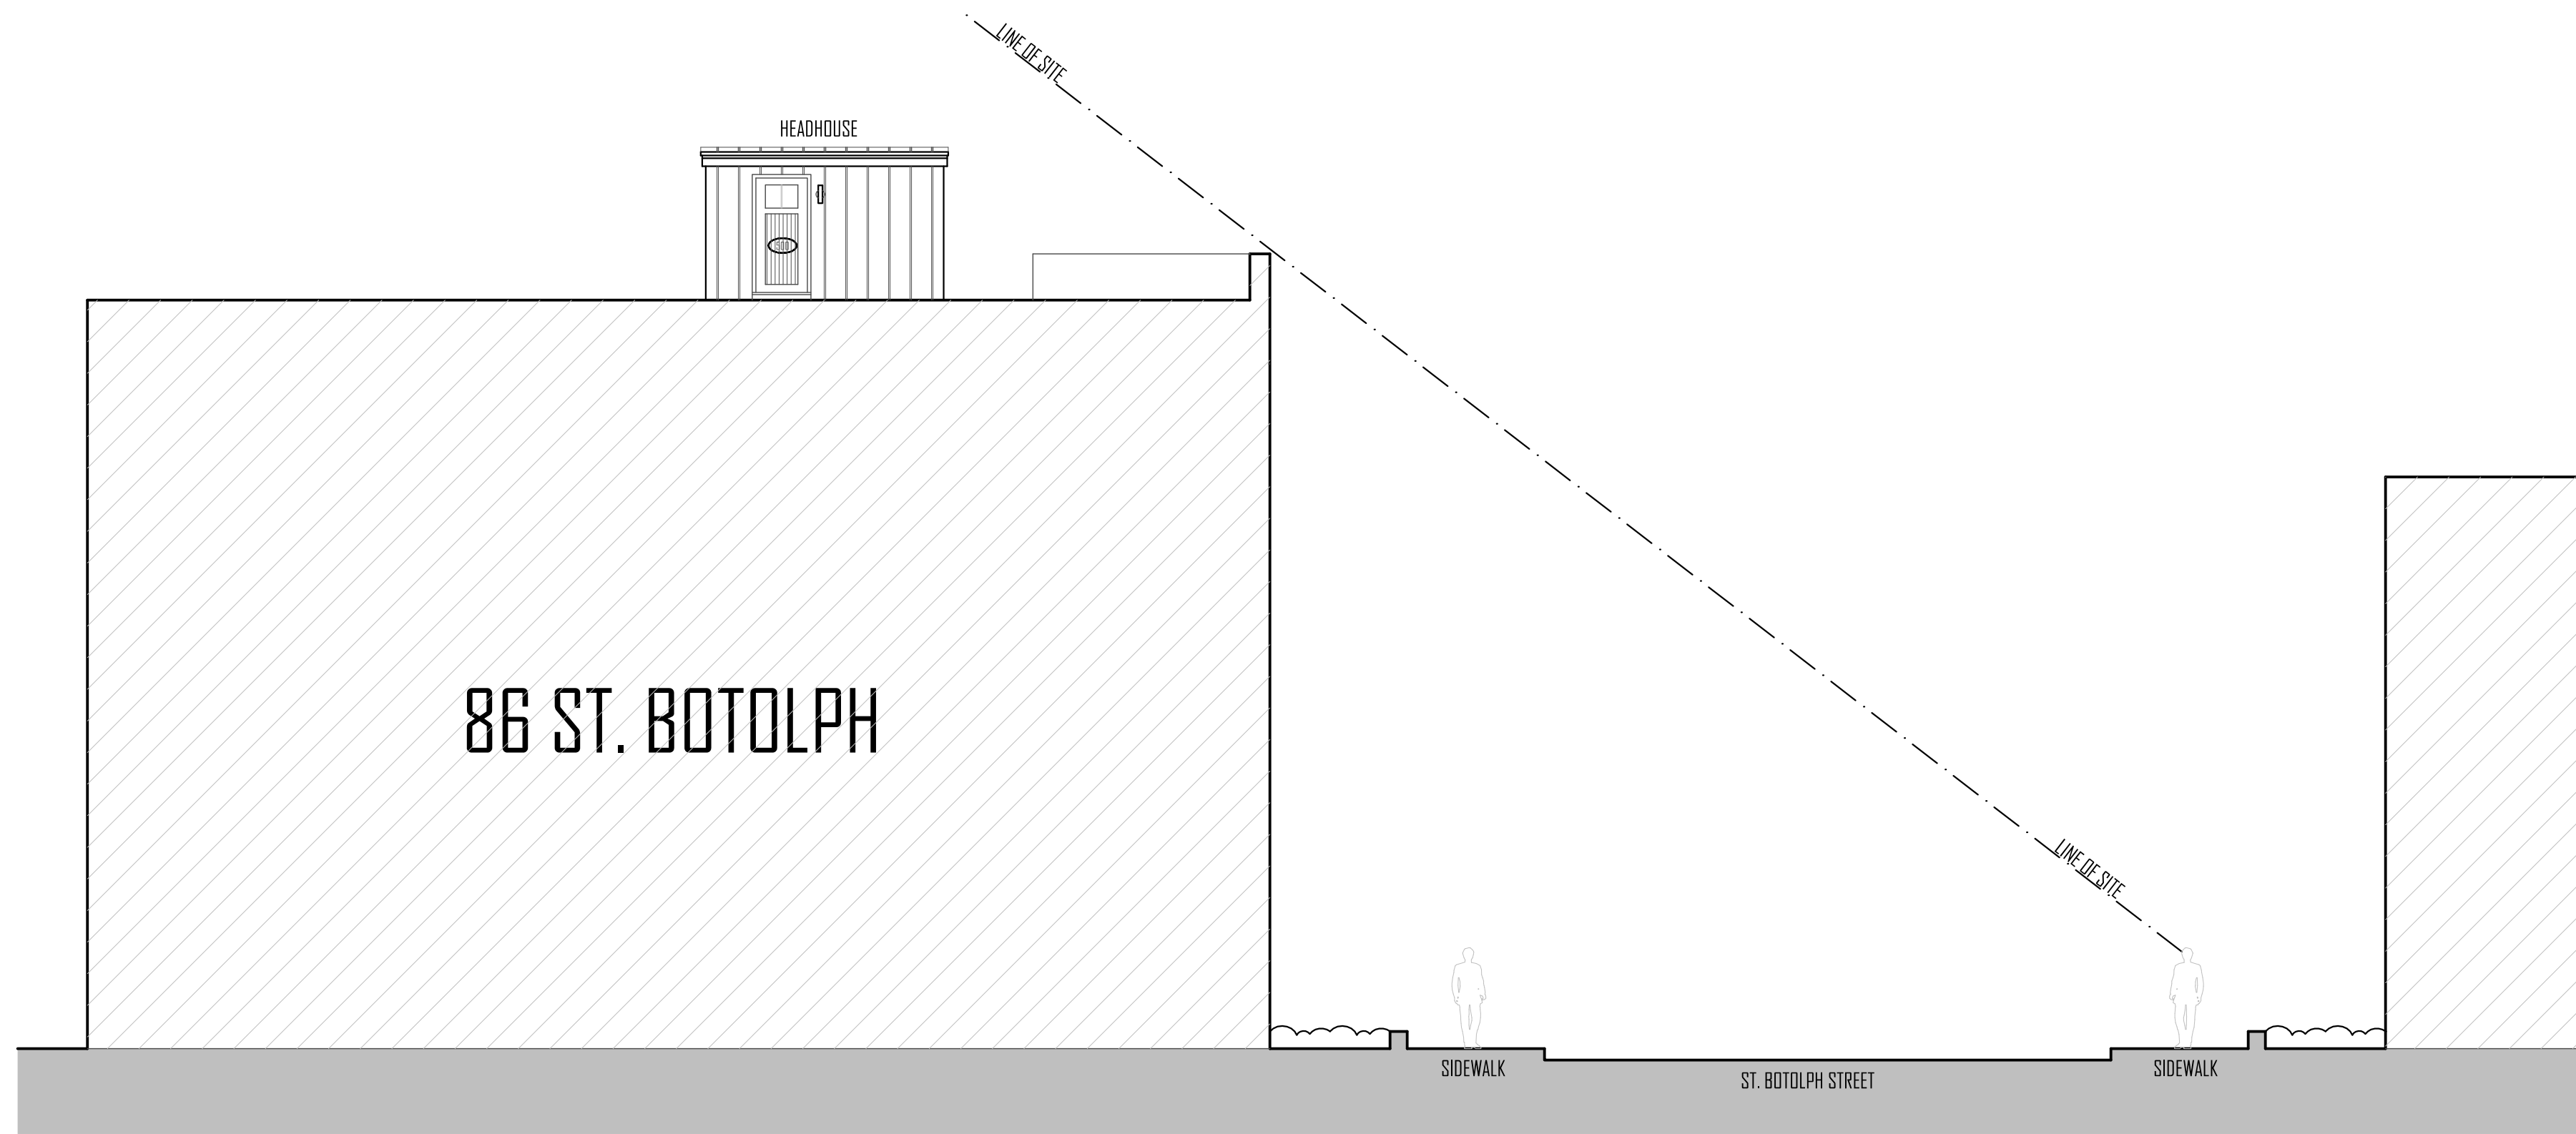 LINE OF SITE
HEADHOUSE
86 ST. BOTOLPH
LINE OF SITE
SIDEWALK
ST. BOTOLPH STREET
SIDEWALK